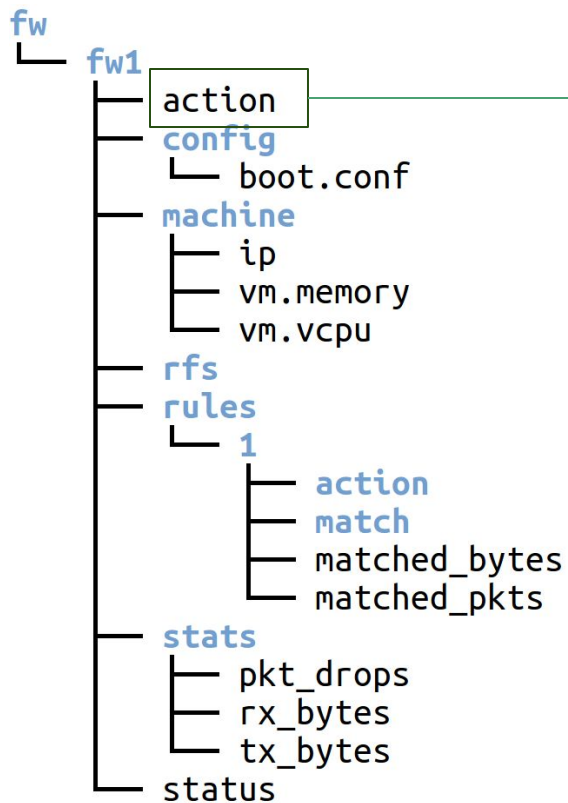 fw
fw1
action
config
boot.conf
machine
ip
vm.memory
vm.vcpu
rfs
rules
1
action
match
matched_bytes
matched_pkts
stats
pkt_drops
rx_bytes
tx_bytes
status